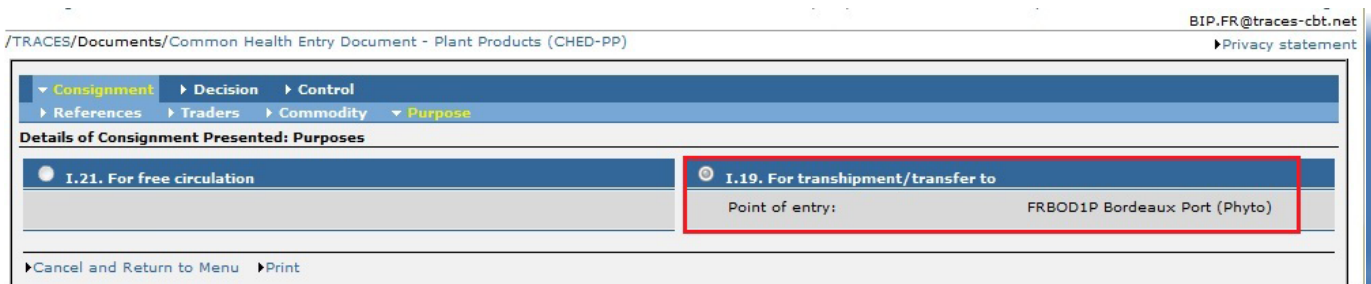 BIP.FR@traces-cbt.net
/TRACES/Documents/Common Health Entry Document - Plant Products (CHED-PP)
Privacy statement
Consignment Decision Control
References Traders Commodity Purpose
Details of Consignment Presented: Purposes
I.21. For free circulation
I.19. For transhipment/transfer to
Point of entry: FRBOD1P Bordeaux Port (Phyto)
Cancel and Return to Menu Print